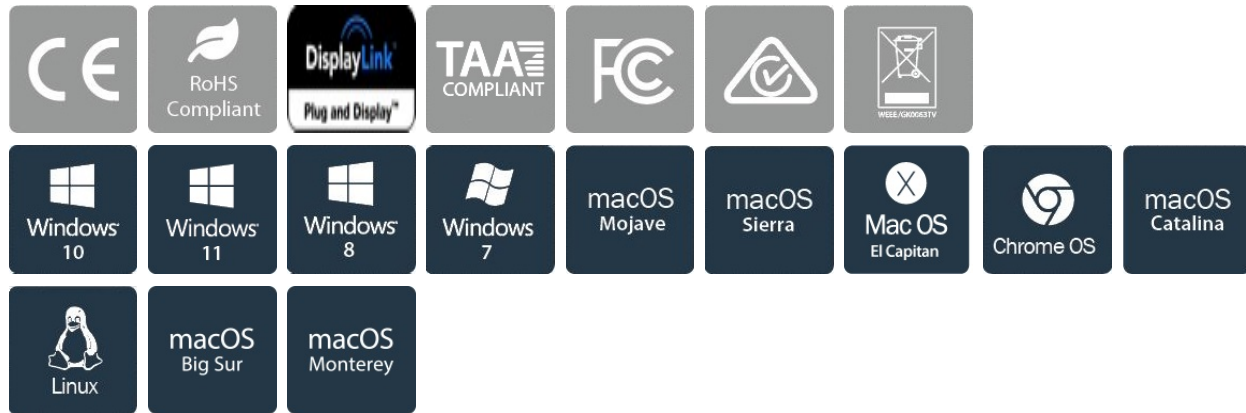 CE
RoHS
Compliant
DisplayLink
Plug and Display™
TAA
COMPLIANT
FC
WEEE/GK0083TV
Windows
10
Windows
11
Windows
8
Windows
7
macOS
Mojave
macOS
Sierra
X
Mac OS
El Capitan
Chrome OS
macOS
Catalina
Linux
macOS
Big Sur
macOS
Monterey